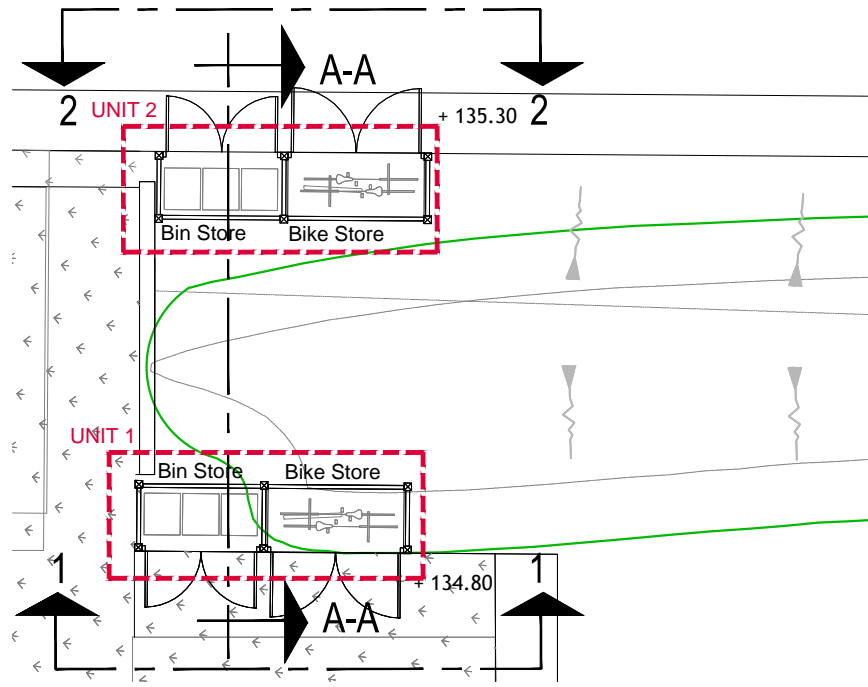 A-A
2
UNIT 2
+ 135.30
2
Bin Store
Bike Store
UNIT 1
Bin Store
Bike Store
1
+ 134.80
1
A-A